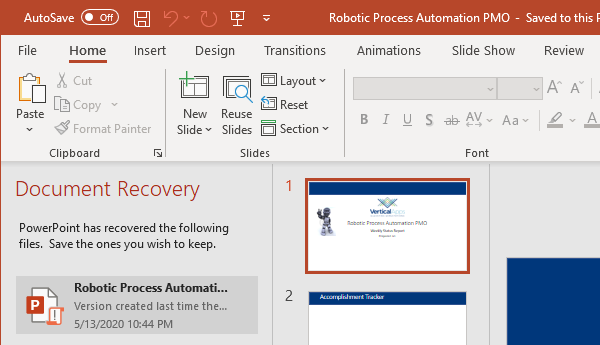 AutoSave Off
Robotic Process Automation PMO - Saved to this P
File Home Insert Design Transitions Animations Slide Show Review
Paste
Cut
Copy
Format Painter
Clipboard
New Slide
Reuse Slides
Layout
Reset
Section
Slides
B I U S ab AV Aa A
Font
Document Recovery
PowerPoint has recovered the following
files. Save the ones you wish to keep.
Robotic Process Automati...
Version created last time the...
5/13/2020 10:44 PM
1
VerticalApps
Robotic Process Automation PMO
Weekly Status Report
2
Accomplishment Tracker